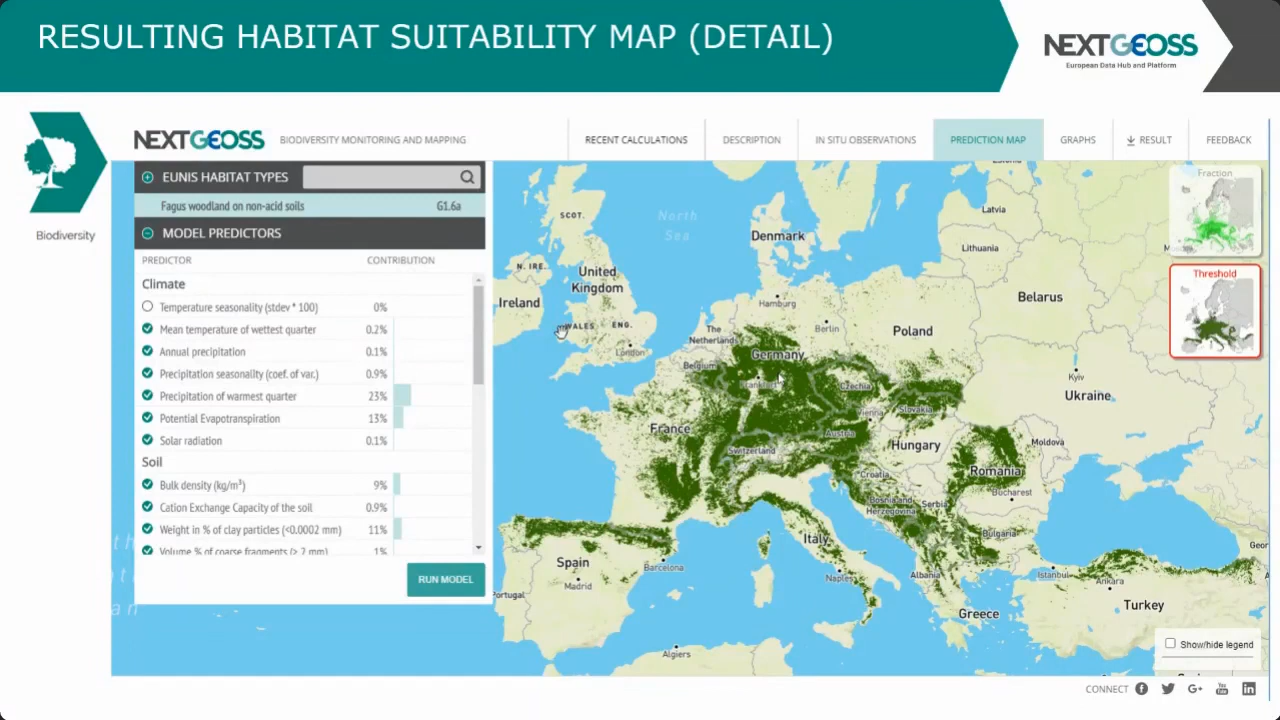 RESULTING HABITAT SUITABILITY MAP (DETAIL)
NEXTGEOSS
European Data Hub and Platform
Biodiversity
NEXTGEOSS
BIODIVERSITY MONITORING AND MAPPING
RECENT CALCULATIONS
DESCRIPTION
IN SITU OBSERVATIONS
PREDICTION MAP
GRAPHS
RESULT
FEEDBACK
EUNIS HABITAT TYPES
Fagus woodland on non-acid soils G1.6a
MODEL PREDICTORS
PREDICTOR CONTRIBUTION
Climate
Temperature seasonality (stdev * 100) 0%
Mean temperature of wettest quarter 0.2%
Annual precipitation 0.1%
Precipitation seasonality (coef. of var.) 0.9%
Precipitation of warmest quarter 23%
Potential Evapotranspiration 13%
Solar radiation 0.1%
Soil
Bulk density (kg/m³) 9%
Cation Exchange Capacity of the soil 0.9%
Weight in % of clay particles (<0.0002 mm) 11%
Volume % of coarse fragments (> 2 mm) 1%
RUN MODEL
Fraction
Threshold
SCOT.
North
Sea
Denmark
Latvia
Lithuania
N. IRE.
United
Kingdom
Ireland
WALES
ENG.
London
Hamburg
Belarus
The
Netherlands
Berlin
Poland
Belgium
Germany
Frankfurt
Czechia
Kyiv
Ukraine
France
Vienna
Slovakia
Austria
Switzerland
Hungary
Moldova
Croatia
Romania
Bosnia and
Herzegovina
Serbia
Bucharest
Bulgaria
Italy
Spain
Madrid
Barcelona
Portugal
Naples
Albania
Istanbul
Ankara
Greece
Turkey
Algiers
Show/hide legend
CONNECT